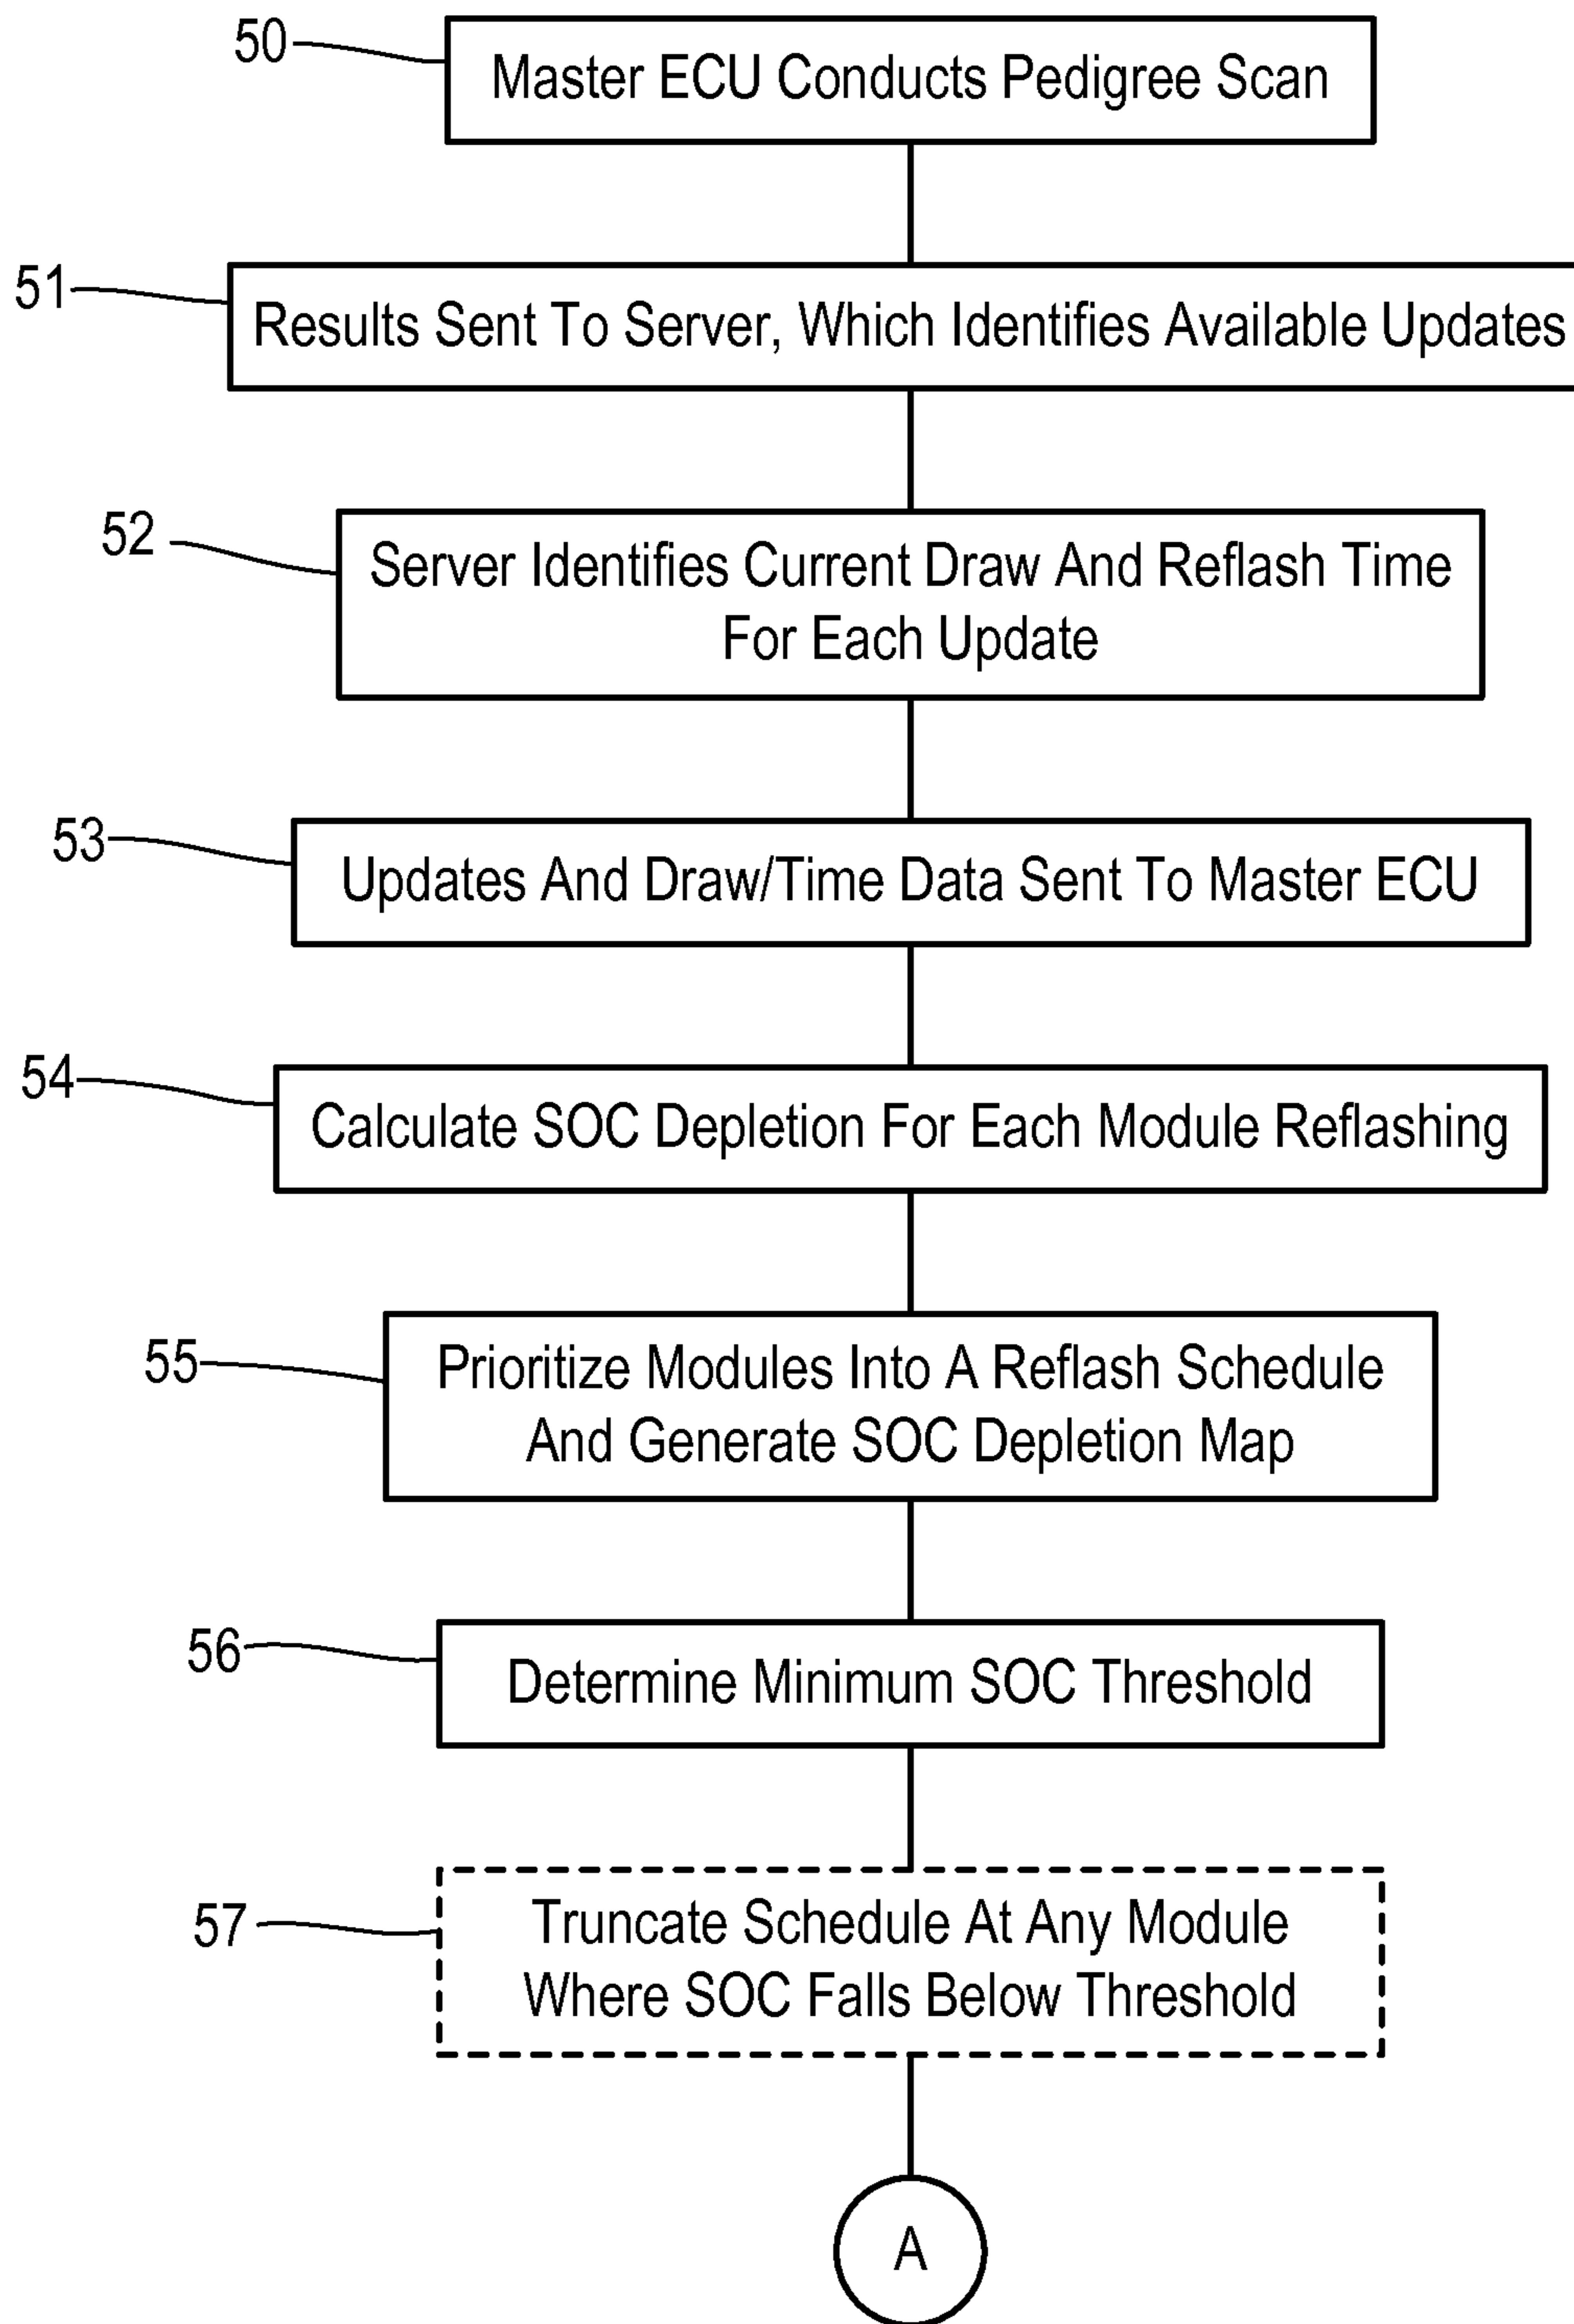 50
Master ECU Conducts Pedigree Scan
51
Results Sent To Server, Which Identifies Available Updates
52
Server Identifies Current Draw And Reflash Time
For Each Update
53
Updates And Draw/Time Data Sent To Master ECU
54
Calculate SOC Depletion For Each Module Reflashing
55
Prioritize Modules Into A Reflash Schedule
And Generate SOC Depletion Map
56
Determine Minimum SOC Threshold
57
Truncate Schedule At Any Module
Where SOC Falls Below Threshold
A